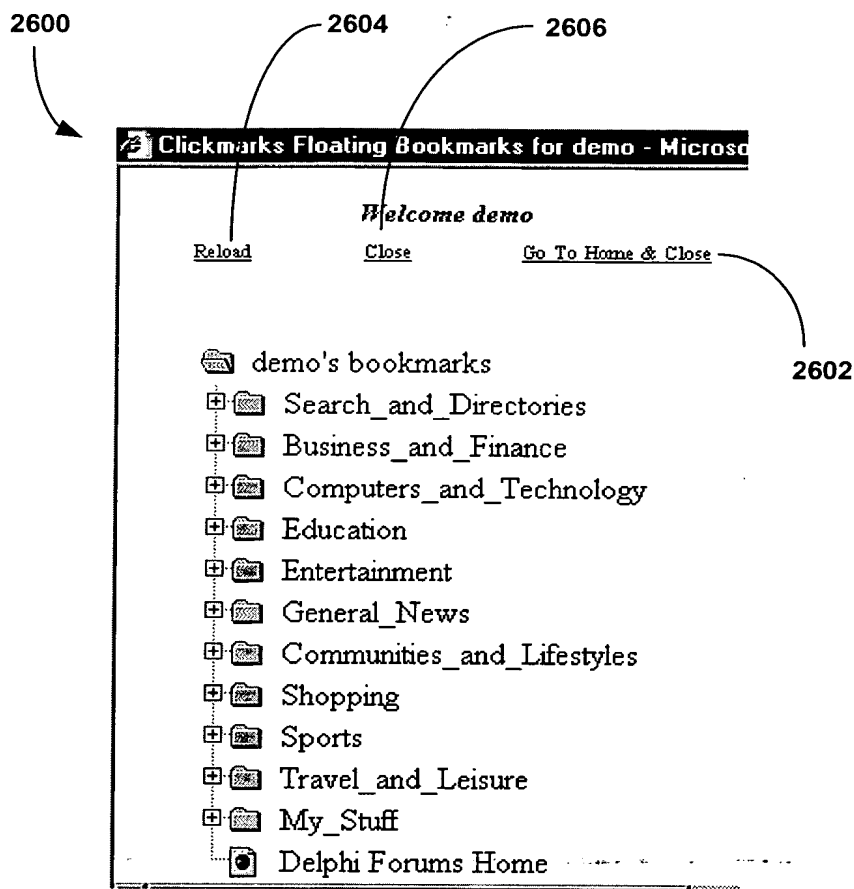 2600 2604 2606
Clickmarks Floating Bookmarks for demo - Microso
Welcome demo
Reload Close Go To Home & Close
2602
demo's bookmarks
Search_and_Directories
Business_and_Finance
Computers_and_Technology
Education
Entertainment
General_News
Communities_and_Lifestyles
Shopping
Sports
Travel_and_Leisure
My_Stuff
Delphi Forums Home